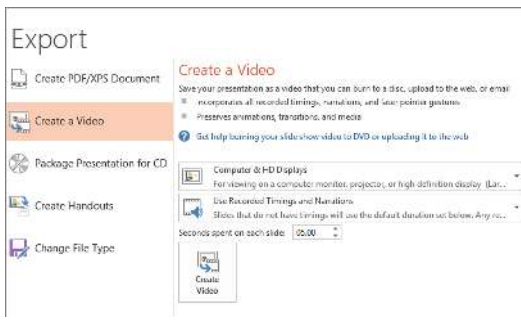 Export
Create PDF/XPS Document
Create a Video
Package Presentation for CD
Create Handouts
Change File Type
Create a Video
Save your presentation as a video that you can burn to a disc, upload to the web, or email
Incorporates all recorded timings, narrations, and laser pointer gestures
Preserves animations, transitions, and media
Get help burning your slide show video to DVD or uploading it to the web
Computer & HD Displays
For viewing on a computer monitor, projector, or high definition display (Lar...
Use Recorded Timings and Narrations
Slides that do not have timings will use the default duration set below. Any re...
Seconds spent on each slide: 05.00
Create
Video